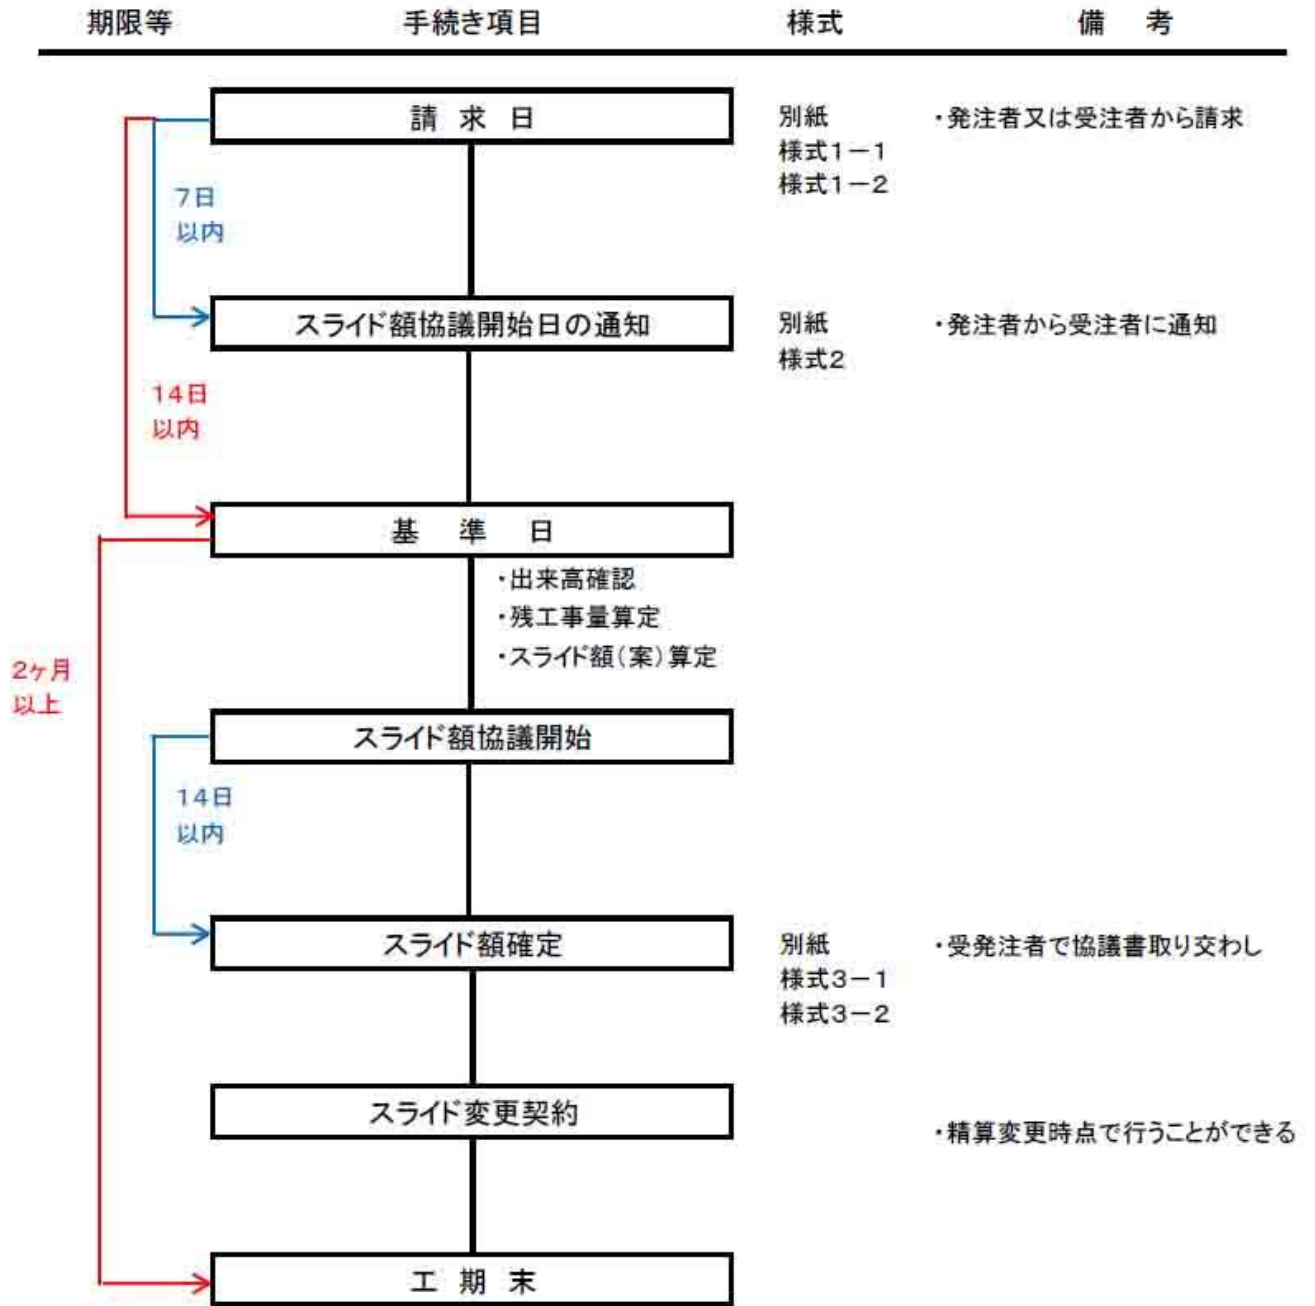 期限等　手続き項目　様式　備　考
請　求　日
別紙
様式1－1
様式1－2
・発注者又は受注者から請求
7日
以内
スライド額協議開始日の通知
別紙
様式2
・発注者から受注者に通知
14日
以内
基　準　日
・出来高確認
・残工事量算定
・スライド額（案）算定
2ヶ月
以上
スライド額協議開始
14日
以内
スライド額確定
別紙
様式3－1
様式3－2
・受発注者で協議書取り交わし
スライド変更契約
・精算変更時点で行うことができる
工　期　末